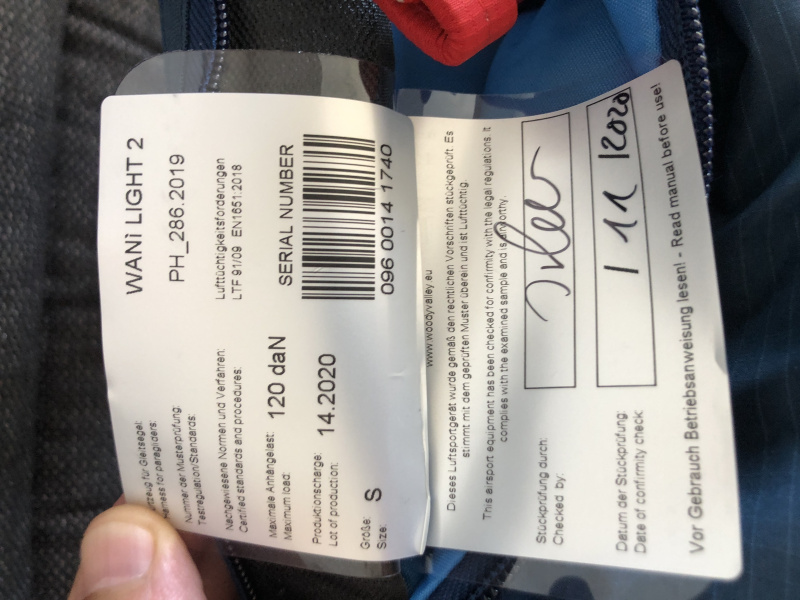 WANi LIGHT 2
für Gleitsegel:
for paragliders:
PH_286.2019
Nummer der Musterprüfung:
Testregulation/Standards:
Lufttüchtigkeitsforderungen
LTF 91/09 EN1651:2018
Nachgewiesene Normen und Verfahren:
Certified standards and procedures:
Maximale Anhängelast:
Maximum load:
120 daN
SERIAL NUMBER
096 0014 1740
Produktionscharge:
Lot of production:
14.2020
Größe:
Size:
S
www.woodyvalley.eu
Dieses Luftsportgerät wurde gemäß den rechtlichen Vorschriften stückgeprüft. Es
stimmt mit dem geprüften Muster überein und ist Lufttüchtig.
This airsport equipment has been checked for confirmity with the legal regulations. It
complies with the examined sample and is airworthy.
Stückprüfung durch:
Checked by:
Datum der Stückprüfung:
Date of confirmity check:
1 11 2020
Vor Gebrauch Betriebsanweisung lesen! - Read manual before use!